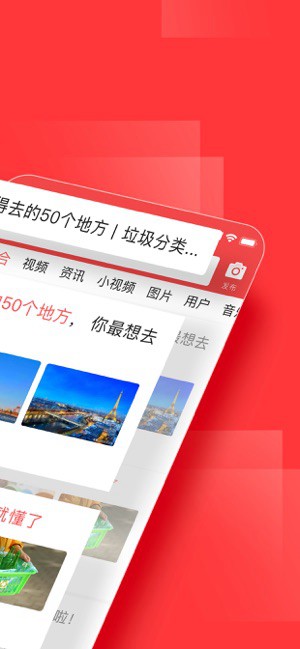 得去的50个地方 | 垃圾分类...
发布
合 视频 资讯 小视频 图片 用户 音乐
50个地方， 你最想去
最想去
就懂了
啦！